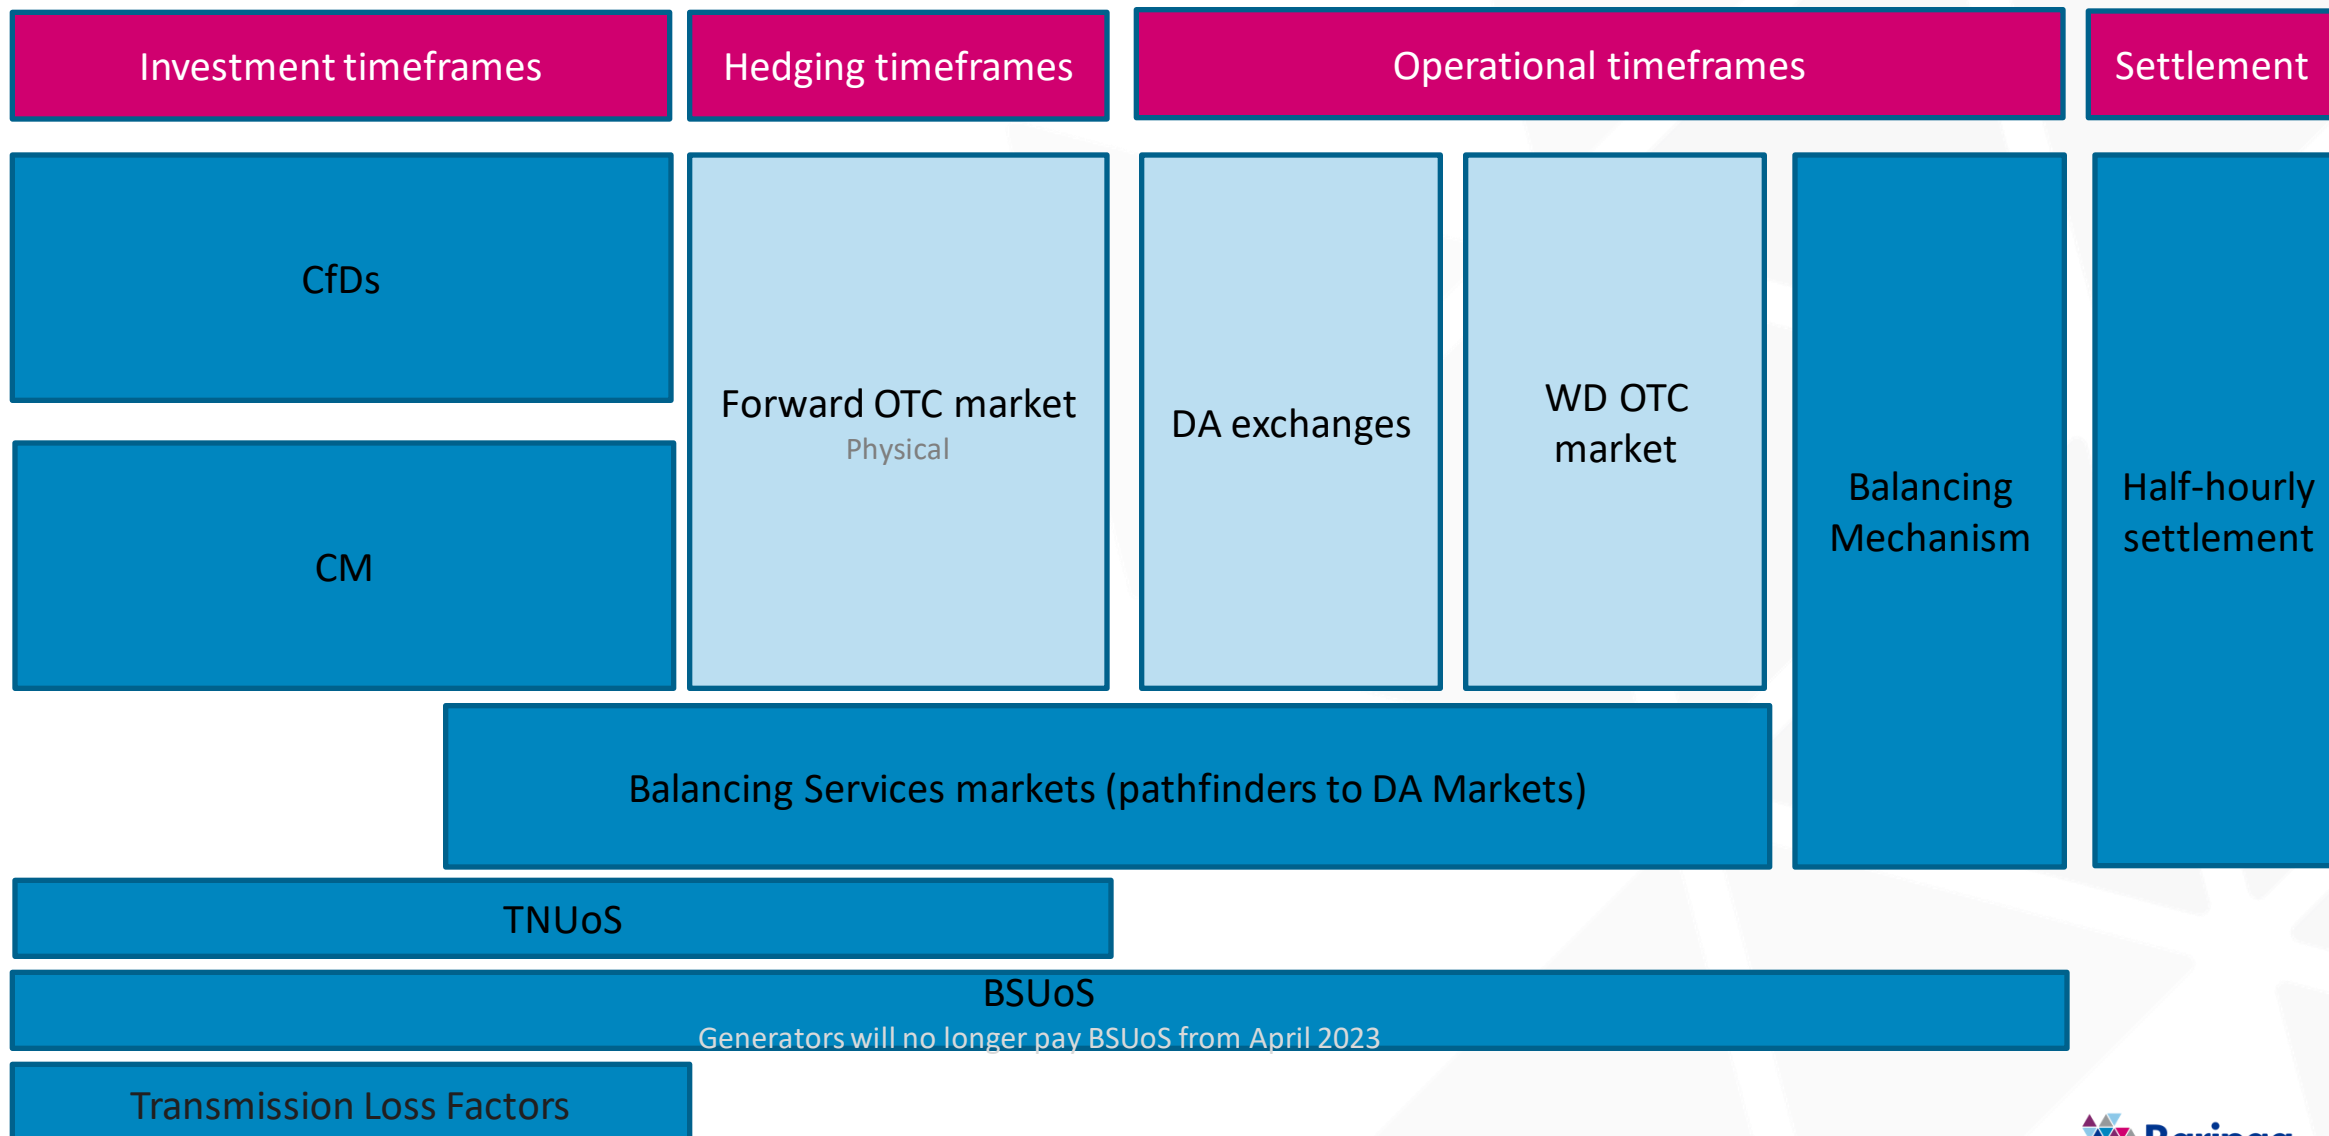 Investment timeframes
Hedging timeframes
Operational timeframes
Settlement
CfDs
CM
Forward OTC market
Physical
DA exchanges
WD OTC
market
Balancing
Mechanism
Half-hourly
settlement
Balancing Services markets (pathfinders to DA Markets)
TNUoS
BSUoS
Generators will no longer pay BSUoS from April 2023
Transmission Loss Factors
Baringa